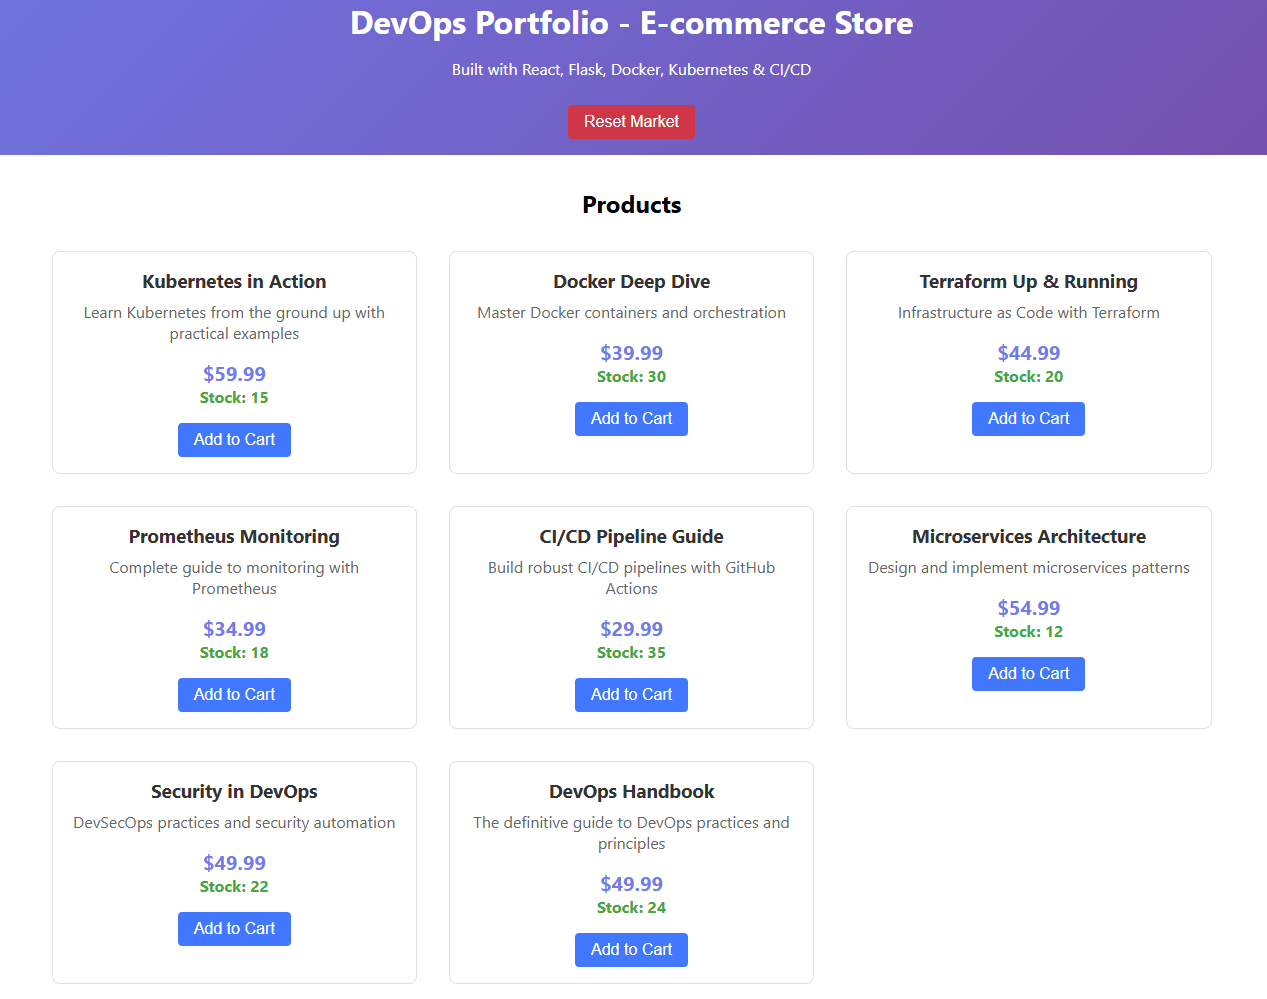 DevOps Portfolio - E-commerce Store
Built with React, Flask, Docker, Kubernetes & CI/CD
Reset Market
Products
Kubernetes in Action
Learn Kubernetes from the ground up with
practical examples
$59.99
Stock: 15
Add to Cart
Docker Deep Dive
Master Docker containers and orchestration
$39.99
Stock: 30
Add to Cart
Terraform Up & Running
Infrastructure as Code with Terraform
$44.99
Stock: 20
Add to Cart
Prometheus Monitoring
Complete guide to monitoring with
Prometheus
$34.99
Stock: 18
Add to Cart
CI/CD Pipeline Guide
Build robust CI/CD pipelines with GitHub
Actions
$29.99
Stock: 35
Add to Cart
Microservices Architecture
Design and implement microservices patterns
$54.99
Stock: 12
Add to Cart
Security in DevOps
DevSecOps practices and security automation
$49.99
Stock: 22
Add to Cart
DevOps Handbook
The definitive guide to DevOps practices and
principles
$49.99
Stock: 24
Add to Cart